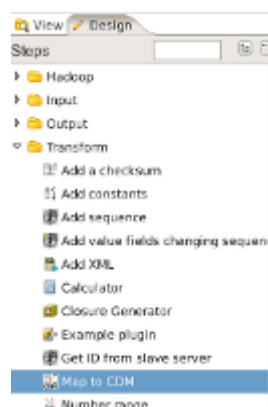 View Design
Steps
Hadoop
Input
Output
Transform
Add a checksum
Add constants
Add sequence
Add value fields changing sequen
Add XML
Calculator
Closure Generator
Example plugin
Get ID from slave server
Map to CDM
Number range